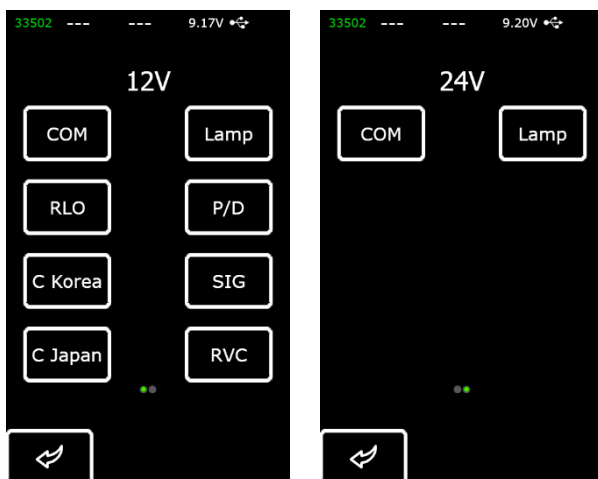 33502 --- --- 9.17V
12V
COM Lamp
RLO P/D
C Korea SIG
C Japan RVC
33502 --- --- 9.20V
24V
COM Lamp